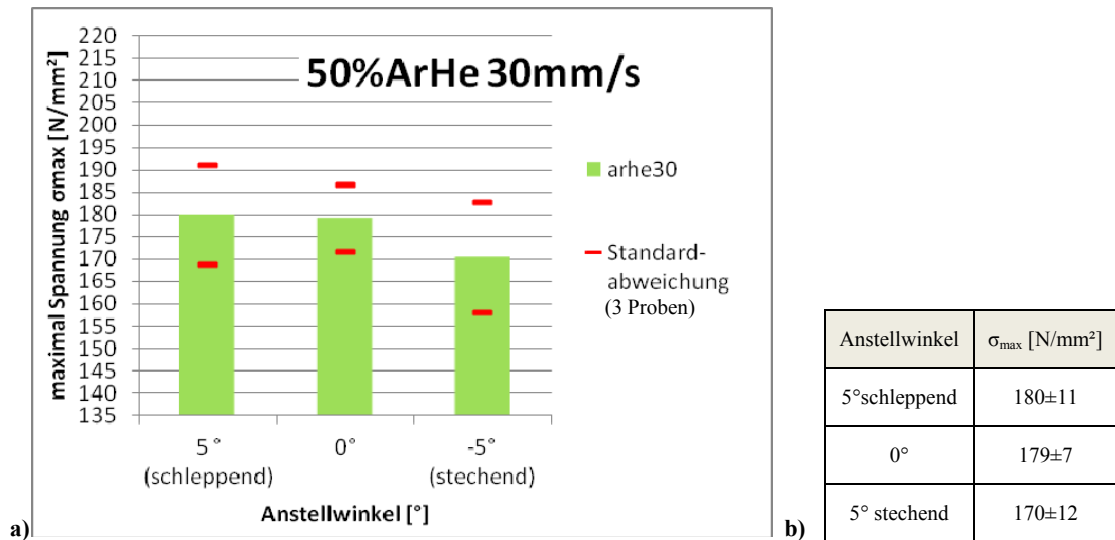 50%ArHe 30mm/s
maximal Spannung σmax [N/mm²]
220
215
210
205
200
195
190
185
180
175
170
165
160
155
150
145
140
135
5° 0° -5°
(schleppend) (stechend)
Anstellwinkel [°]
arhe30
Standard-
abweichung
(3 Proben)
a)
b)
Anstellwinkel σmax [N/mm²]
5°schleppend 180±11
0° 179±7
5° stechend 170±12